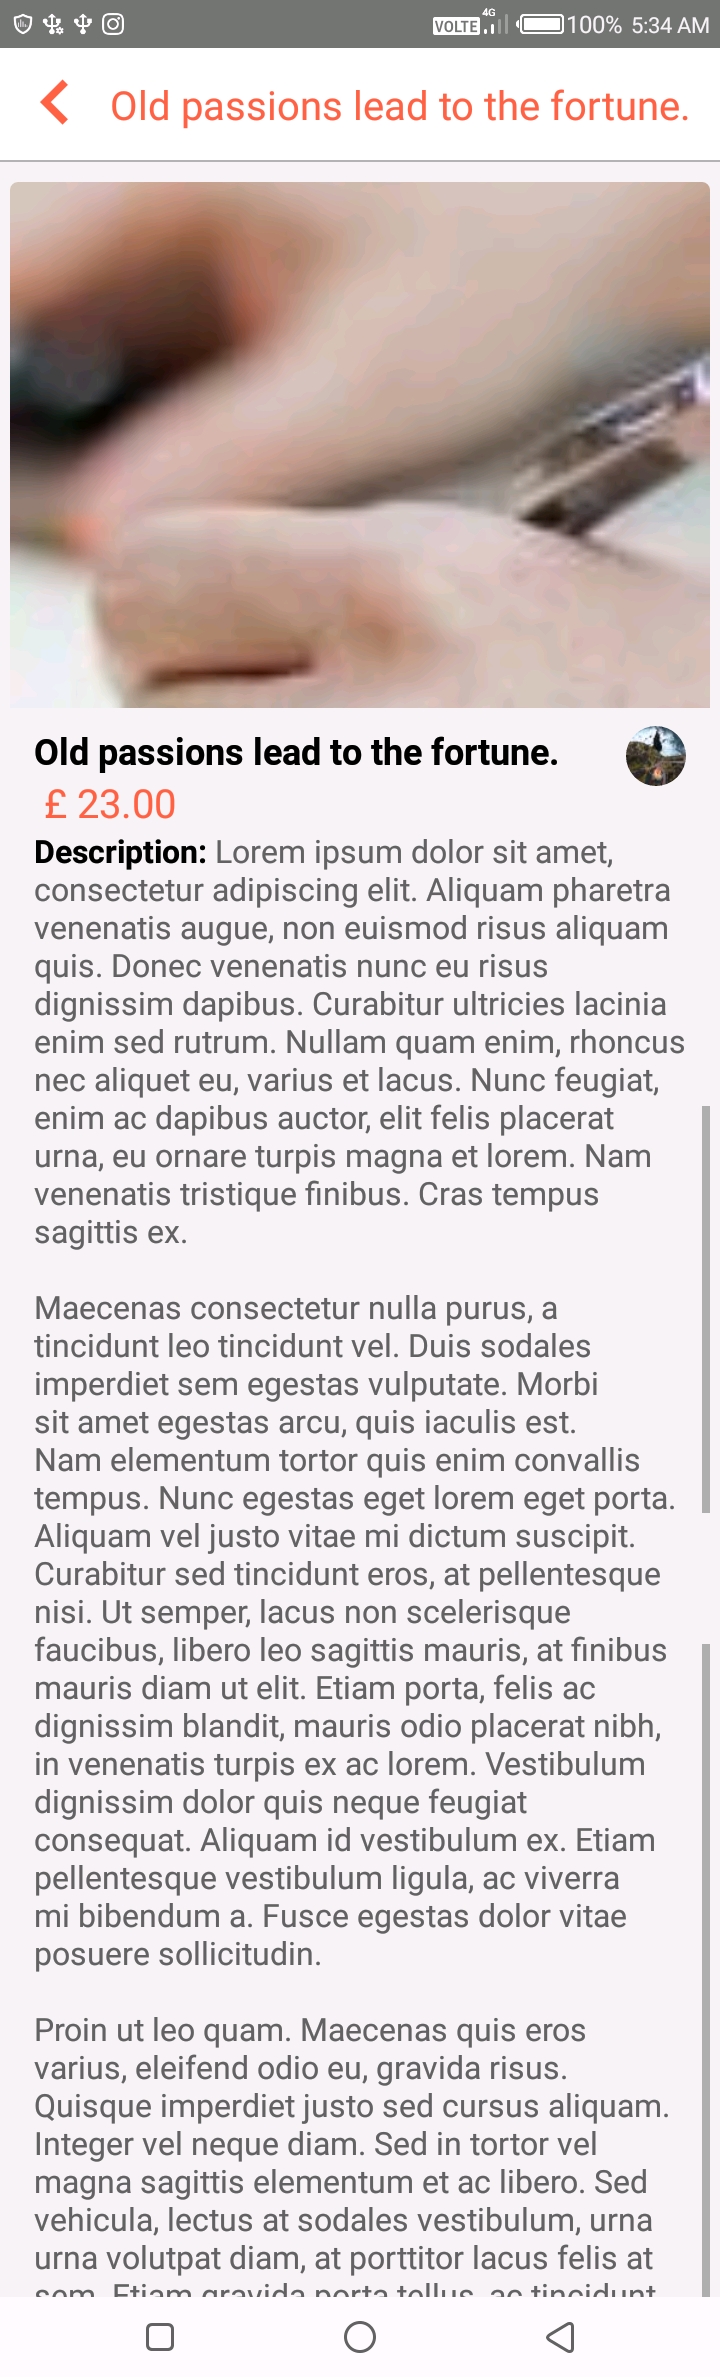 VOLTE 4G 100% 5:34 AM
Old passions lead to the fortune.
Old passions lead to the fortune.
£ 23.00
Description: Lorem ipsum dolor sit amet,
consectetur adipiscing elit. Aliquam pharetra
venenatis augue, non euismod risus aliquam
quis. Donec venenatis nunc eu risus
dignissim dapibus. Curabitur ultricies lacinia
enim sed rutrum. Nullam quam enim, rhoncus
nec aliquet eu, varius et lacus. Nunc feugiat,
enim ac dapibus auctor, elit felis placerat
urna, eu ornare turpis magna et lorem. Nam
venenatis tristique finibus. Cras tempus
sagittis ex.
Maecenas consectetur nulla purus, a
tincidunt leo tincidunt vel. Duis sodales
imperdiet sem egestas vulputate. Morbi
sit amet egestas arcu, quis iaculis est.
Nam elementum tortor quis enim convallis
tempus. Nunc egestas eget lorem eget porta.
Aliquam vel justo vitae mi dictum suscipit.
Curabitur sed tincidunt eros, at pellentesque
nisi. Ut semper, lacus non scelerisque
faucibus, libero leo sagittis mauris, at finibus
mauris diam ut elit. Etiam porta, felis ac
dignissim blandit, mauris odio placerat nibh,
in venenatis turpis ex ac lorem. Vestibulum
dignissim dolor quis neque feugiat
consequat. Aliquam id vestibulum ex. Etiam
pellentesque vestibulum ligula, ac viverra
mi bibendum a. Fusce egestas dolor vitae
posuere sollicitudin.
Proin ut leo quam. Maecenas quis eros
varius, eleifend odio eu, gravida risus.
Quisque imperdiet justo sed cursus aliquam.
Integer vel neque diam. Sed in tortor vel
magna sagittis elementum et ac libero. Sed
vehicula, lectus at sodales vestibulum, urna
urna volutpat diam, at porttitor lacus felis at
sem. Etiam gravida porta tellus, ac tincidunt